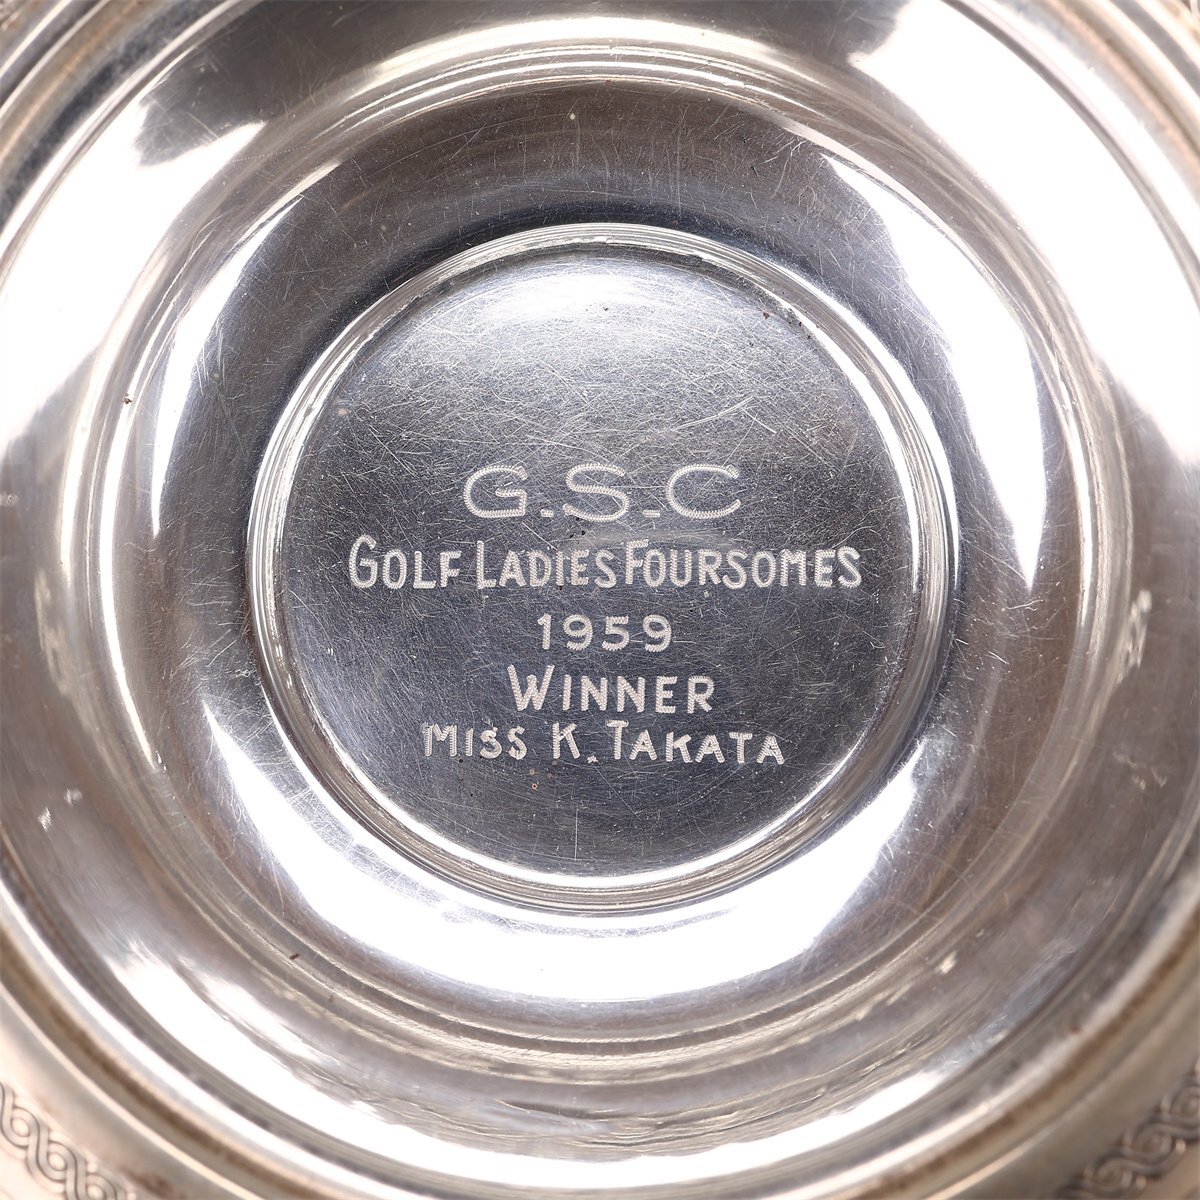 G.S.C
GOLF LADIES FOURSOMES
1959
WINNER
MISS K. TAKATA